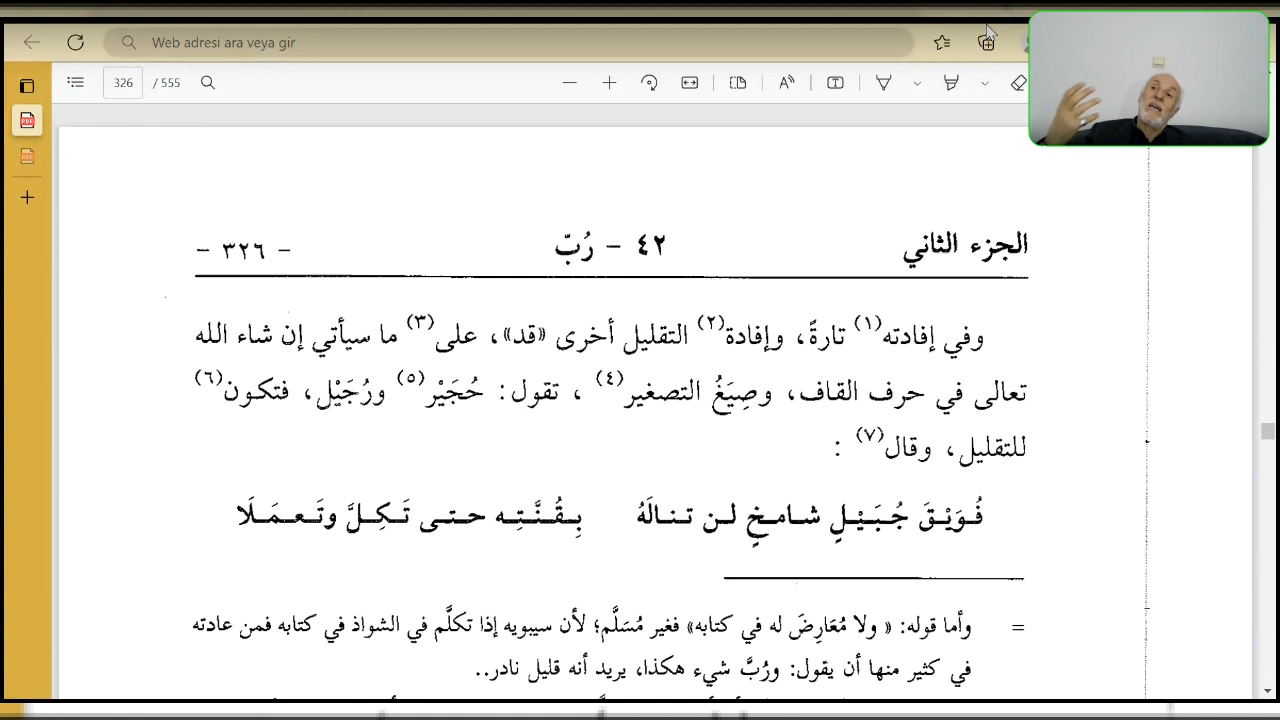 Web adresi ara veya gir
326 / 555
الجزء الثاني ٤٢ - رُبّ - ٣٢٦ -
وفي إفادته(١) تارةً، وإفادة(٢) التقليل أخرى «قد»، على(٣) ما سيأتي إن شاء الله
تعالى في حرف القاف، وصِيَغُ التصغير(٤) ، تقول: حُجَيْر(٥) ورُجَيْل، فتكون(٦)
للتقليل، وقال(٧) :
فُوَيْقَ جُبَيْلٍ شامخٍ لن تنالَهُ بِقُنَّتِه حتى تَكِلَّ وتَعمَلَا
= وأما قوله: « ولا مُعَارِضَ له في كتابه» فغير مُسَلَّم؛ لأن سيبويه إذا تكلَّم في الشواذ في كتابه فمن عادته
في كثير منها أن يقول: ورُبَّ شيء هكذا، يريد أنه قليل نادر..